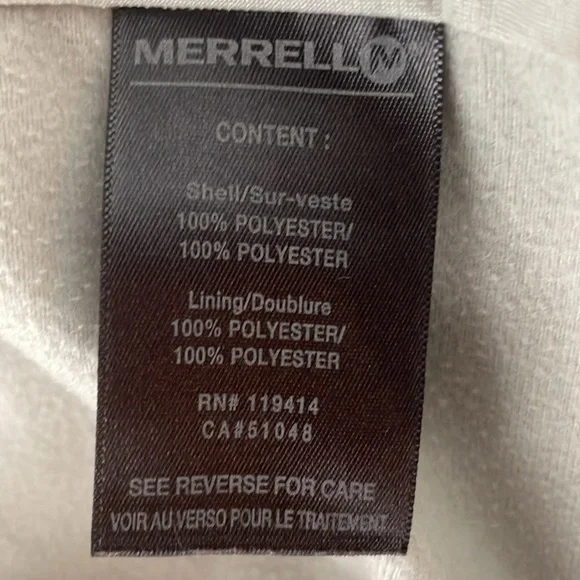 MERRELL M
CONTENT :
Shell/Sur-veste
100% POLYESTER/
100% POLYESTER
Lining/Doublure
100% POLYESTER/
100% POLYESTER
RN# 119414
CA#51048
SEE REVERSE FOR CARE
VOIR AU VERSO POUR LE TRAITEMENT